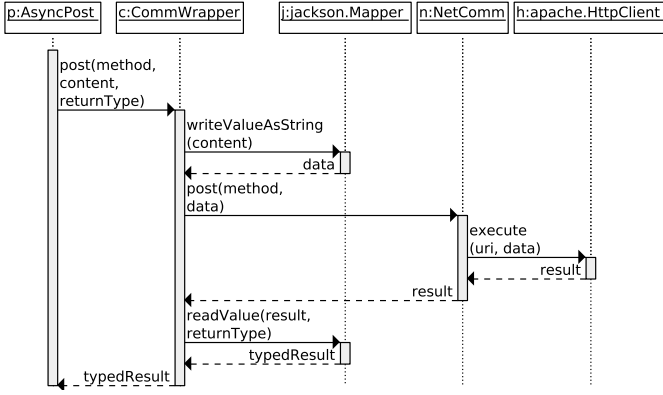 p:AsyncPost
c:CommWrapper
j:jackson.Mapper
n:NetComm
h:apache.HttpClient
post(method,
content,
returnType)
writeValueAsString
(content)
data
post(method,
data)
execute
(uri, data)
result
result
readValue(result,
returnType)
typedResult
typedResult